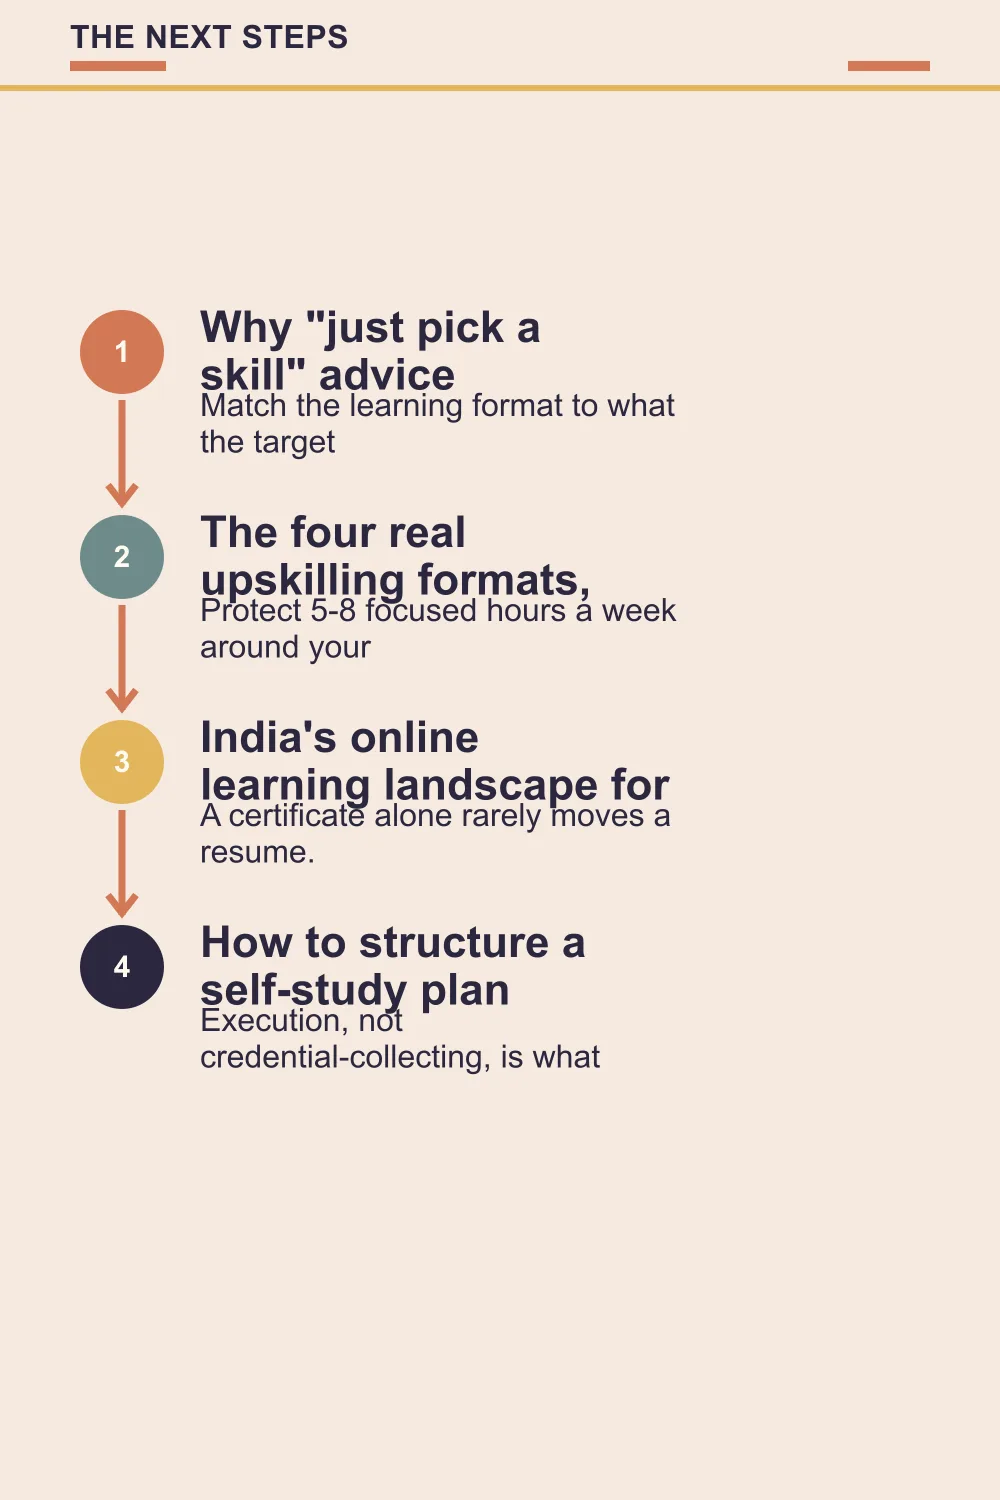 THE NEXT STEPS
1
Why "just pick a
skill" advice
Match the learning format to what
the target
2
The four real
upskilling formats,
Protect 5-8 focused hours a week
around your
3
India's online
learning landscape for
A certificate alone rarely moves a
resume.
4
How to structure a
self-study plan
Execution, not
credential-collecting, is what